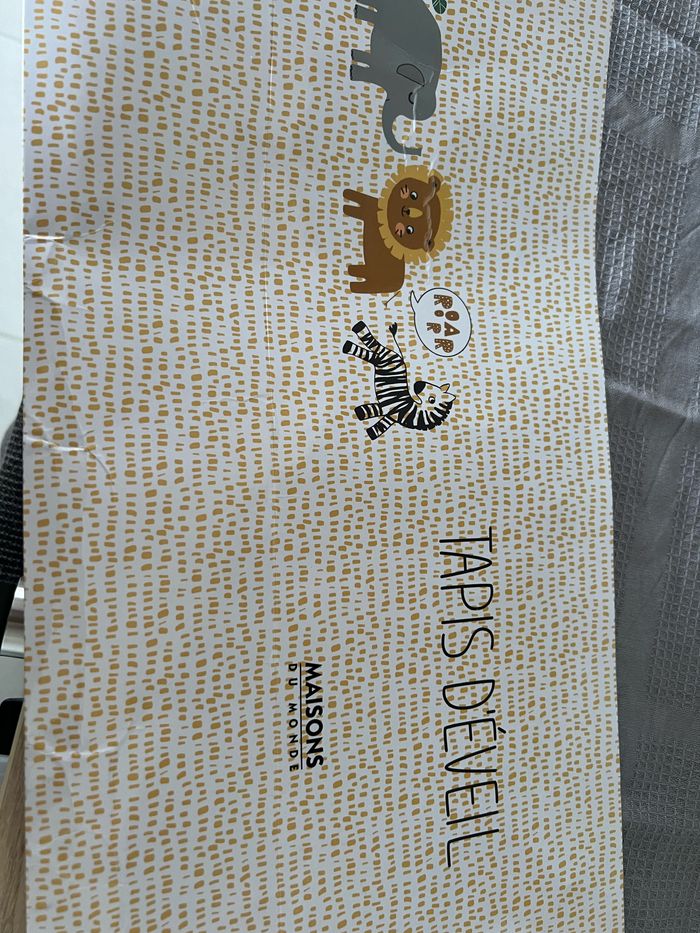 ROAR
TAPIS D'ÉVEIL
MAISONS
DU MONDE